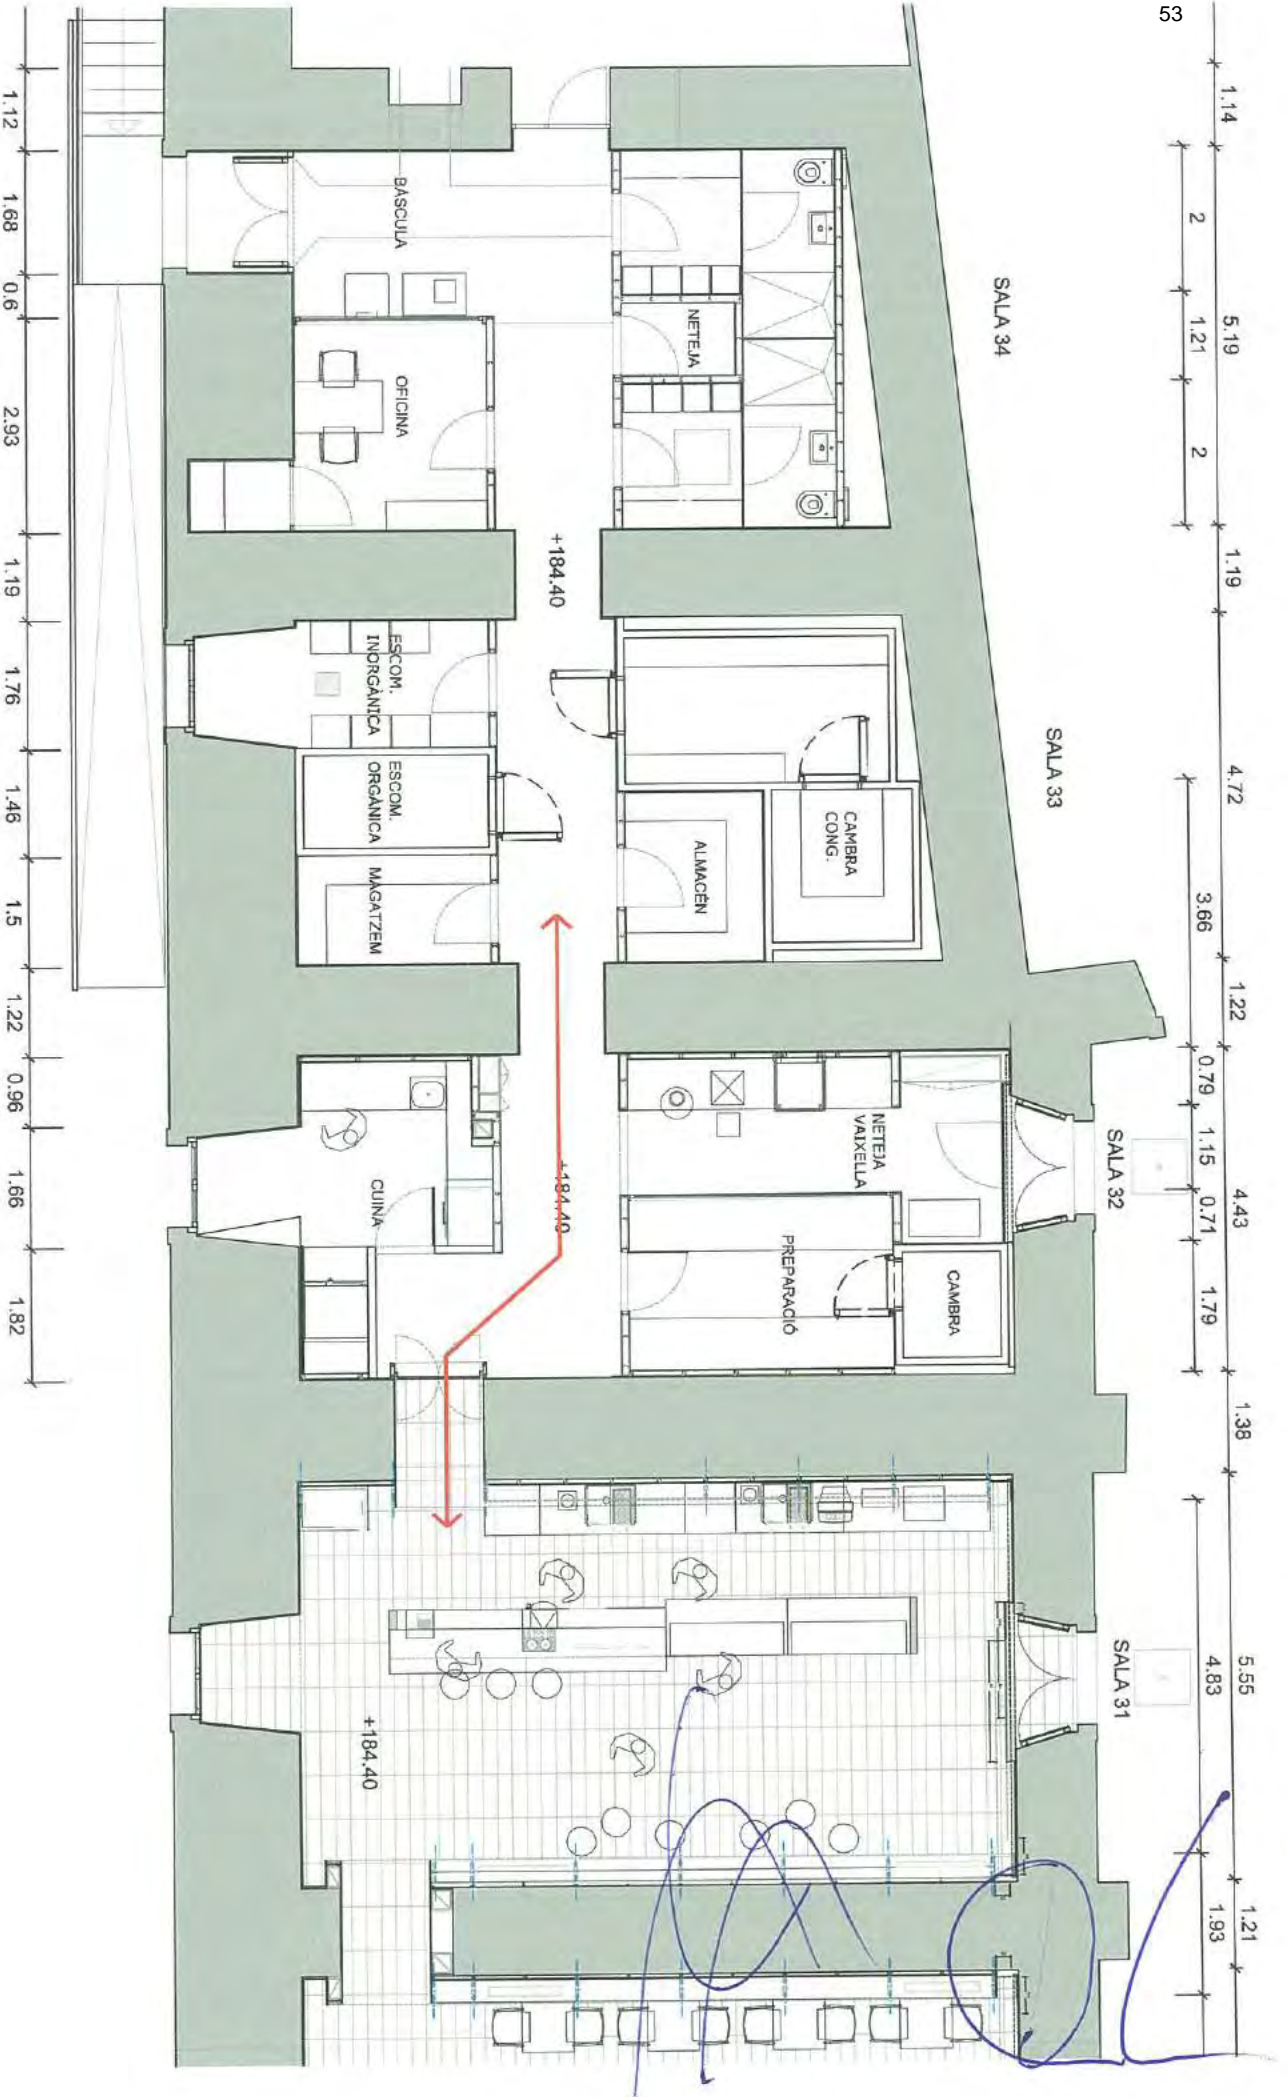 53
1.14
5.19
1.19
4.72
1.22
4.43
1.38
5.55
1.21
2
1.21
2
3.66
0.79
1.15
0.71
1.79
4.83
1.93
SALA 34
SALA 33
SALA 32
SALA 31
BÀSCULA
NETEJA
OFICINA
+184.40
ESCOM.
INORGÀNICA
ESCOM.
ORGÀNICA
MAGATZEM
CAMBRA
CONG.
ALMACÉN
NETEJA
VAIXELLA
PREPARACIÓ
CAMBRA
CUINA
+184.40
+184.40
1.12
1.68
0.6
2.93
1.19
1.76
1.46
1.5
1.22
0.96
1.66
1.82